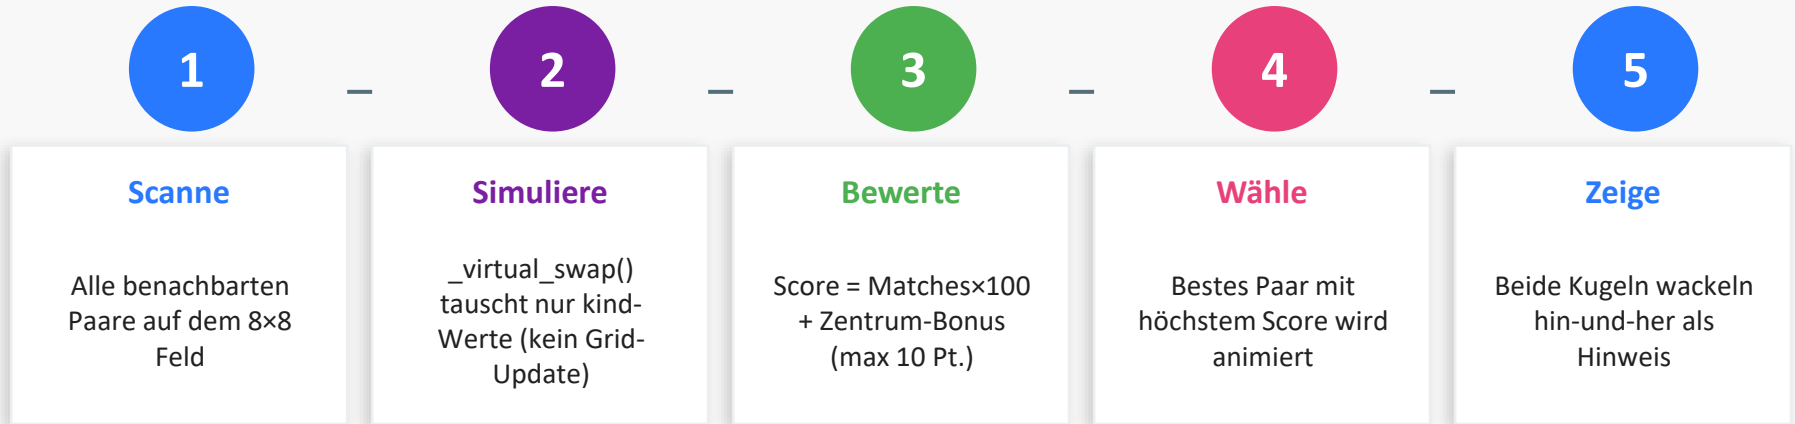 1
–
2
–
3
–
4
–
5
Scanne
Alle benachbarten
Paare auf dem 8×8
Feld
Simuliere
_virtual_swap()
tauscht nur kind-
Werte (kein Grid-
Update)
Bewerte
Score = Matches×100
+ Zentrum-Bonus
(max 10 Pt.)
Wähle
Bestes Paar mit
höchstem Score wird
animiert
Zeige
Beide Kugeln wackeln
hin-und-her als
Hinweis